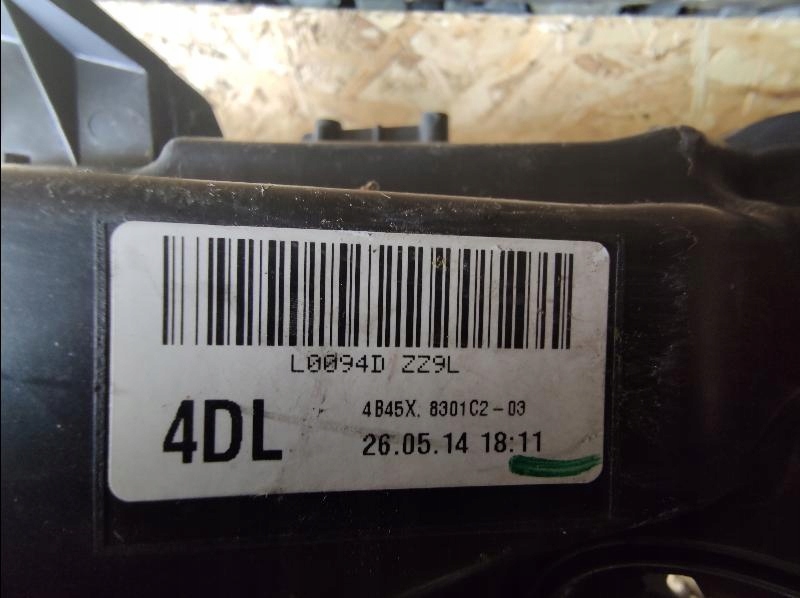 L0094D ZZ9L
4DL
4B45X. 8301C2-03
26.05.14 18:11